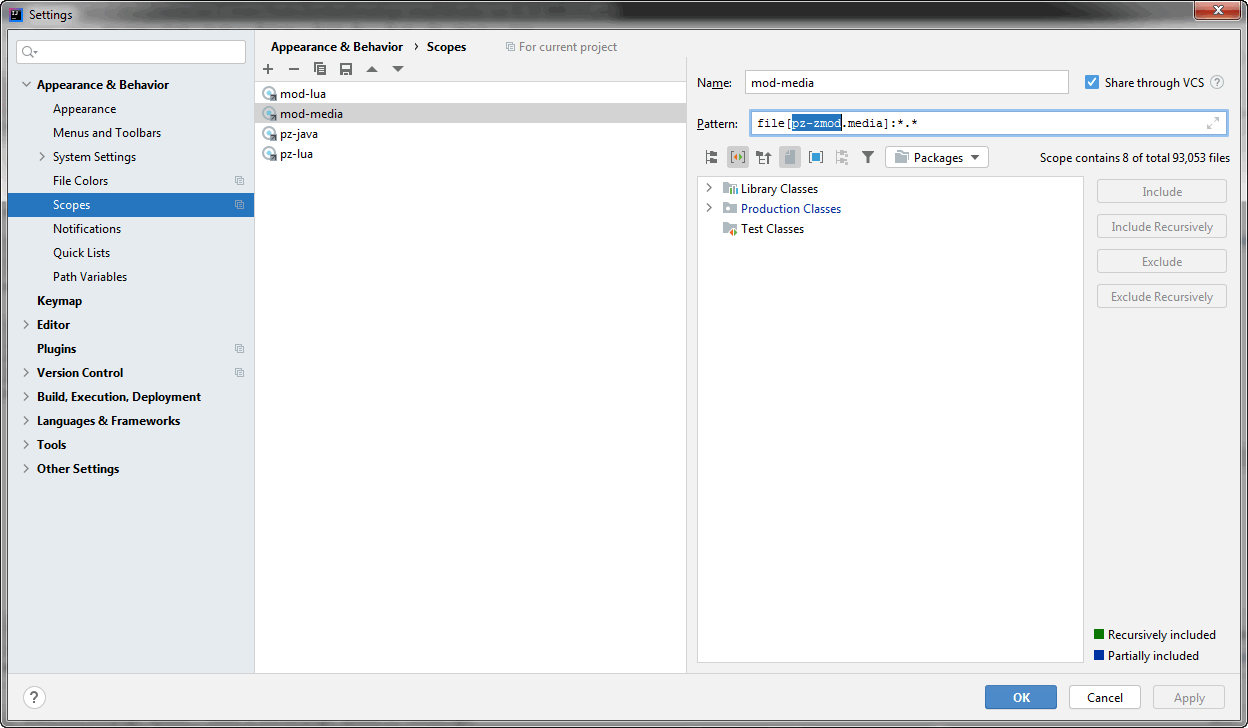 Settings
Appearance & Behavior
Appearance
Menus and Toolbars
System Settings
File Colors
Scopes
Notifications
Quick Lists
Path Variables
Keymap
Editor
Plugins
Version Control
Build, Execution, Deployment
Languages & Frameworks
Tools
Other Settings
Appearance & Behavior › Scopes For current project
mod-lua
mod-media
pz-java
pz-lua
Name: mod-media Share through VCS ?
Pattern: file[pz-zmod.media]:*.*
Packages Scope contains 8 of total 93,053 files
Library Classes
Production Classes
Test Classes
Include
Include Recursively
Exclude
Exclude Recursively
Recursively included
Partially included
? OK Cancel Apply